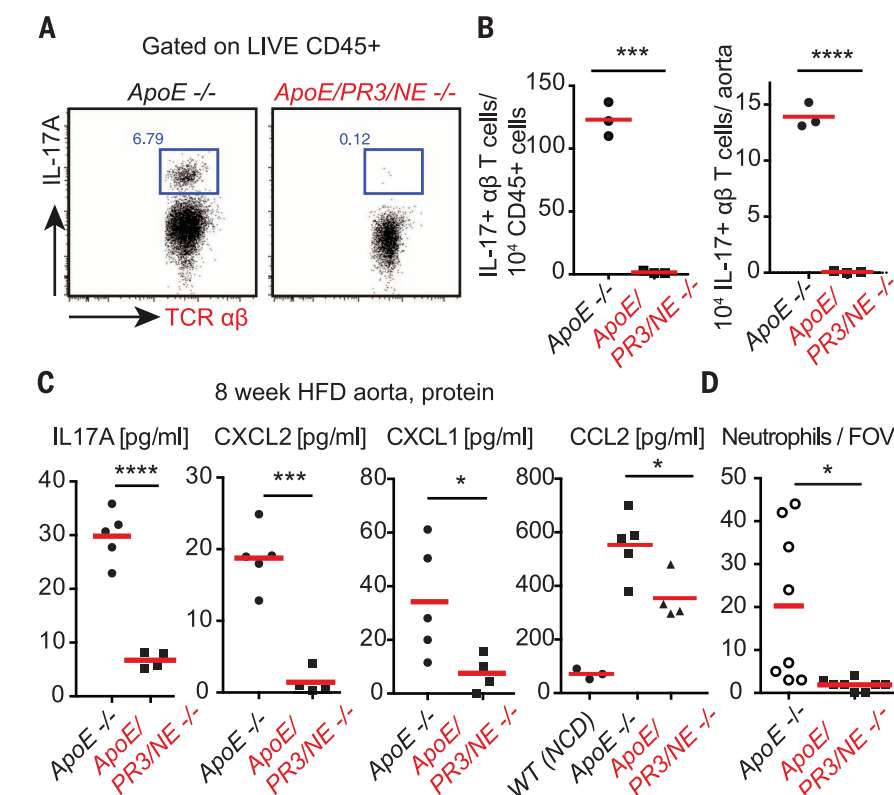 A
Gated on LIVE CD45+
ApoE -/-
ApoE/PR3/NE -/-
IL-17A
6.79
0.12
TCR αβ
B
IL-17+ αβ T cells/
10⁴ CD45+ cells
***
150
100
50
0
ApoE -/-
ApoE/
PR3/NE -/-
10⁴ IL-17+ αβ T cells/ aorta
****
15
10
5
0
ApoE -/-
ApoE/
PR3/NE -/-
C
8 week HFD aorta, protein
IL17A [pg/ml]
****
40
30
20
10
0
ApoE -/-
ApoE/
PR3/NE -/-
CXCL2 [pg/ml]
***
30
20
10
0
ApoE -/-
ApoE/
PR3/NE -/-
CXCL1 [pg/ml]
*
80
60
40
20
0
ApoE -/-
ApoE/
PR3/NE -/-
CCL2 [pg/ml]
*
800
600
400
200
0
WT (NCD)
ApoE -/-
ApoE/
PR3/NE -/-
D
Neutrophils / FOV
*
50
40
30
20
10
0
ApoE -/-
ApoE/
PR3/NE -/-